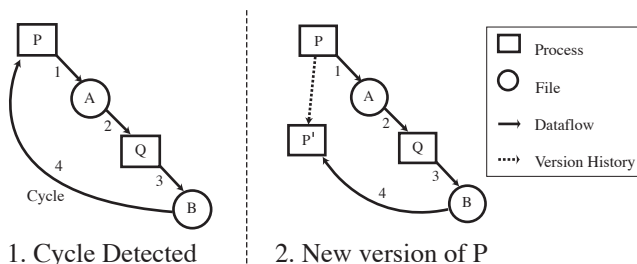 P
1
A
2
Q
3
B
4
Cycle
1. Cycle Detected
P
1
A
2
P'
Q
3
4
B
2. New version of P
Process
File
Dataflow
Version History